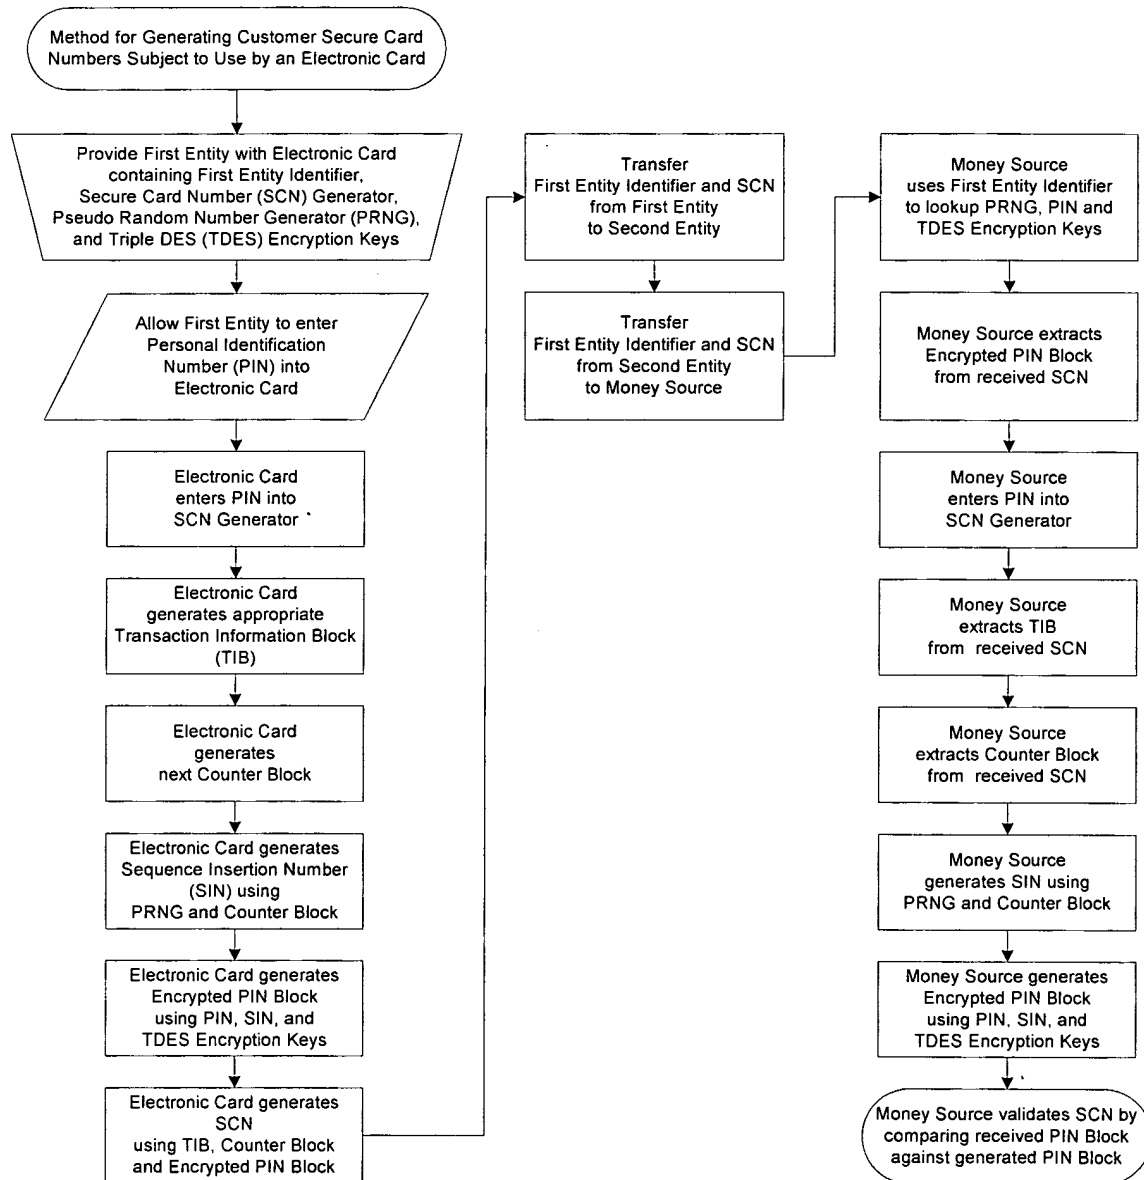 Method for Generating Customer Secure Card
Numbers Subject to Use by an Electronic Card
Provide First Entity with Electronic Card
containing First Entity Identifier,
Secure Card Number (SCN) Generator,
Pseudo Random Number Generator (PRNG),
and Triple DES (TDES) Encryption Keys
Allow First Entity to enter
Personal Identification
Number (PIN) into
Electronic Card
Electronic Card
enters PIN into
SCN Generator
Electronic Card
generates appropriate
Transaction Information Block
(TIB)
Electronic Card
generates
next Counter Block
Electronic Card generates
Sequence Insertion Number
(SIN) using
PRNG and Counter Block
Electronic Card generates
Encrypted PIN Block
using PIN, SIN, and
TDES Encryption Keys
Electronic Card generates
SCN
using TIB, Counter Block
and Encrypted PIN Block
Transfer
First Entity Identifier and SCN
from First Entity
to Second Entity
Transfer
First Entity Identifier and SCN
from Second Entity
to Money Source
Money Source
uses First Entity Identifier
to lookup PRNG, PIN and
TDES Encryption Keys
Money Source extracts
Encrypted PIN Block
from received SCN
Money Source
enters PIN into
SCN Generator
Money Source
extracts TIB
from received SCN
Money Source
extracts Counter Block
from received SCN
Money Source
generates SIN using
PRNG and Counter Block
Money Source generates
Encrypted PIN Block
using PIN, SIN, and
TDES Encryption Keys
Money Source validates SCN by
comparing received PIN Block
against generated PIN Block